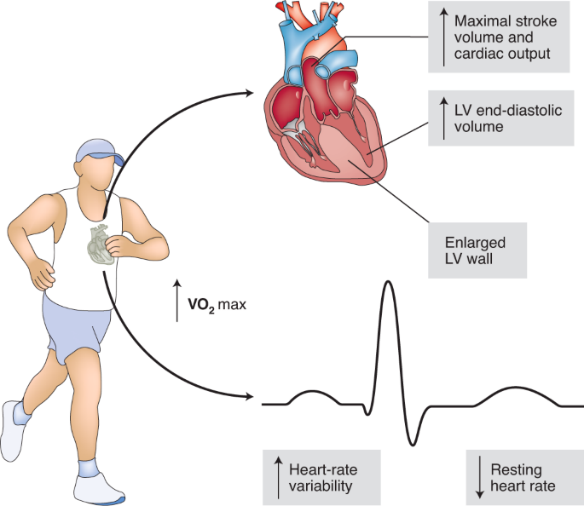 ↑ Maximal stroke
volume and
cardiac output
↑ LV end-diastolic
volume
Enlarged
LV wall
↑ VO₂ max
↑ Heart-rate
variability
↓ Resting
heart rate